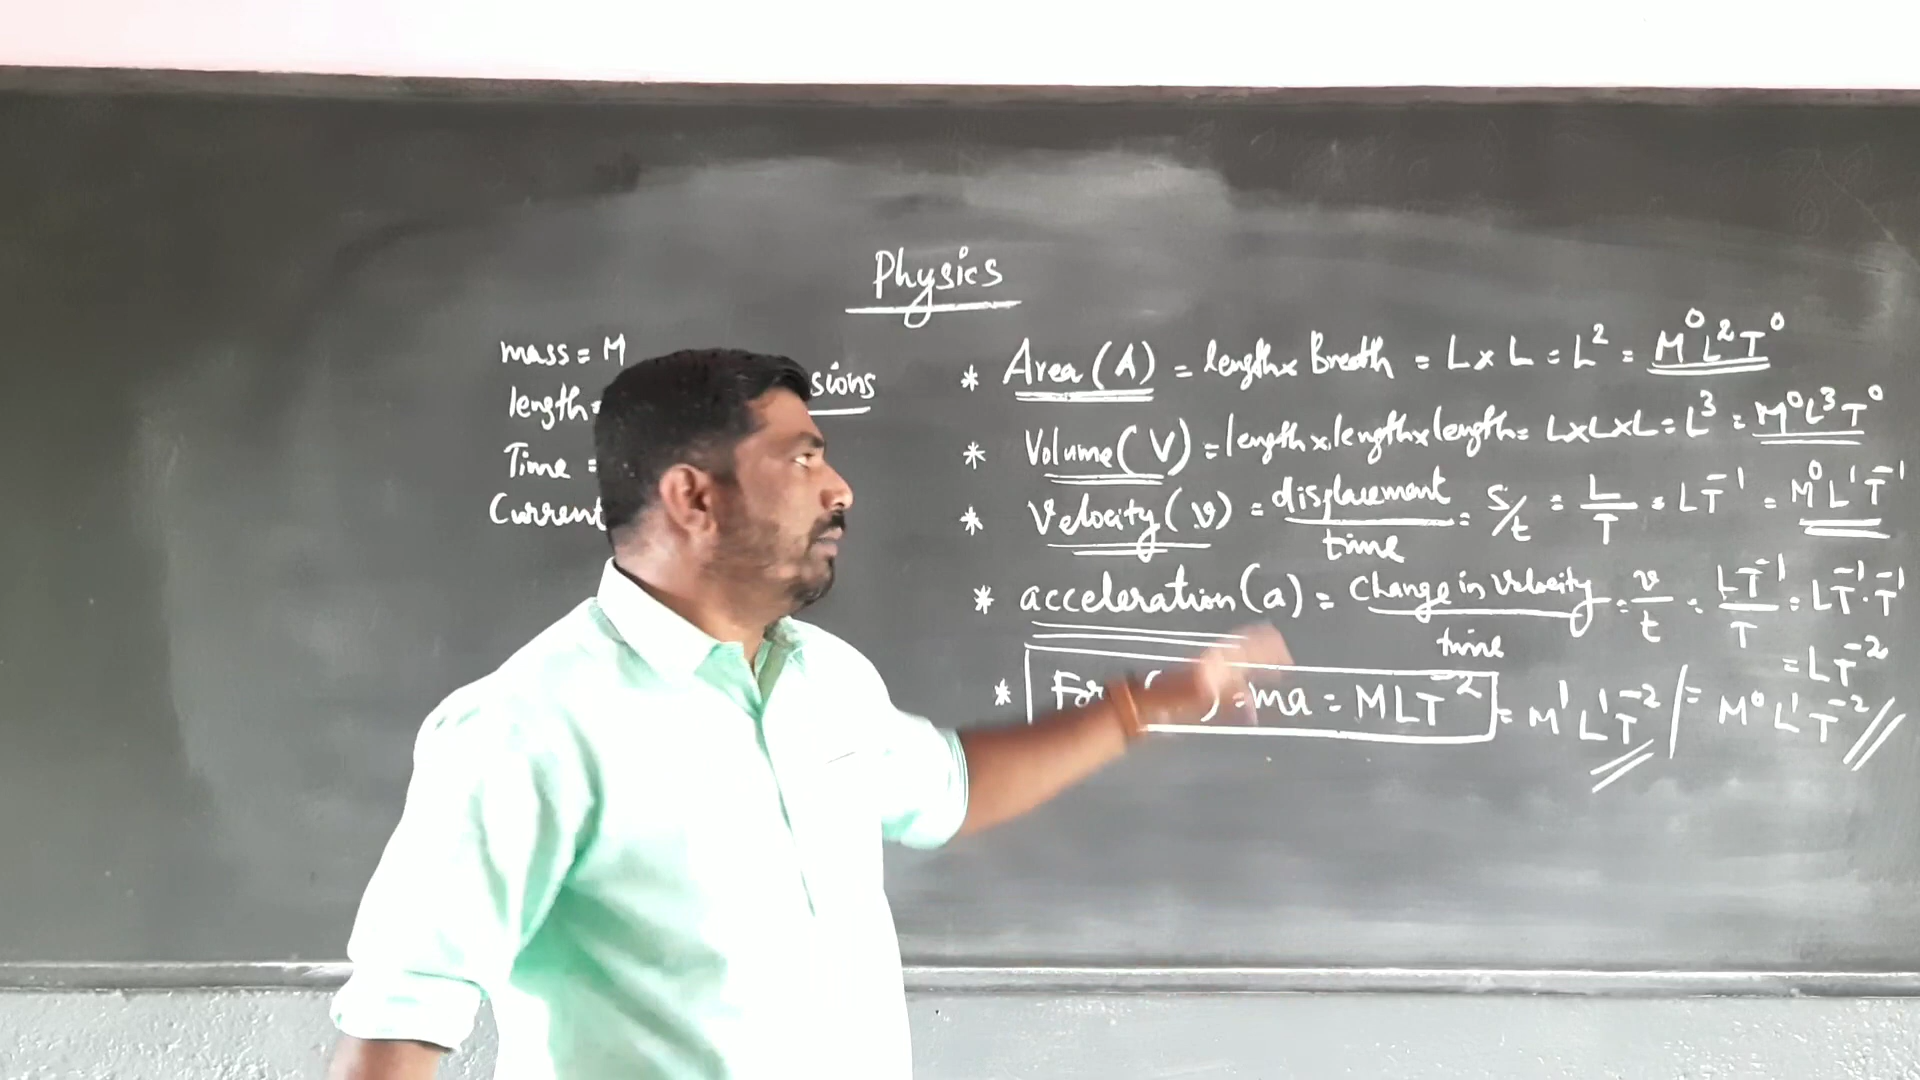 Physics
mass = M
length =
Time =
Current
sions
* Area (A) = length x Breath = L x L = L² = M⁰L²T⁰
* Volume (V) = length x length x length = LxLxL = L³ = M⁰L³T⁰
* Velocity (v) = displacement / time = s/t = L/T = LT⁻¹ = M⁰L¹T⁻¹
* acceleration (a) = Change in velocity / time = v/t = LT⁻¹/T = LT⁻¹·T⁻¹
= LT⁻²
= M⁰L¹T⁻²
* For ) = ma = MLT⁻² = M¹L¹T⁻²